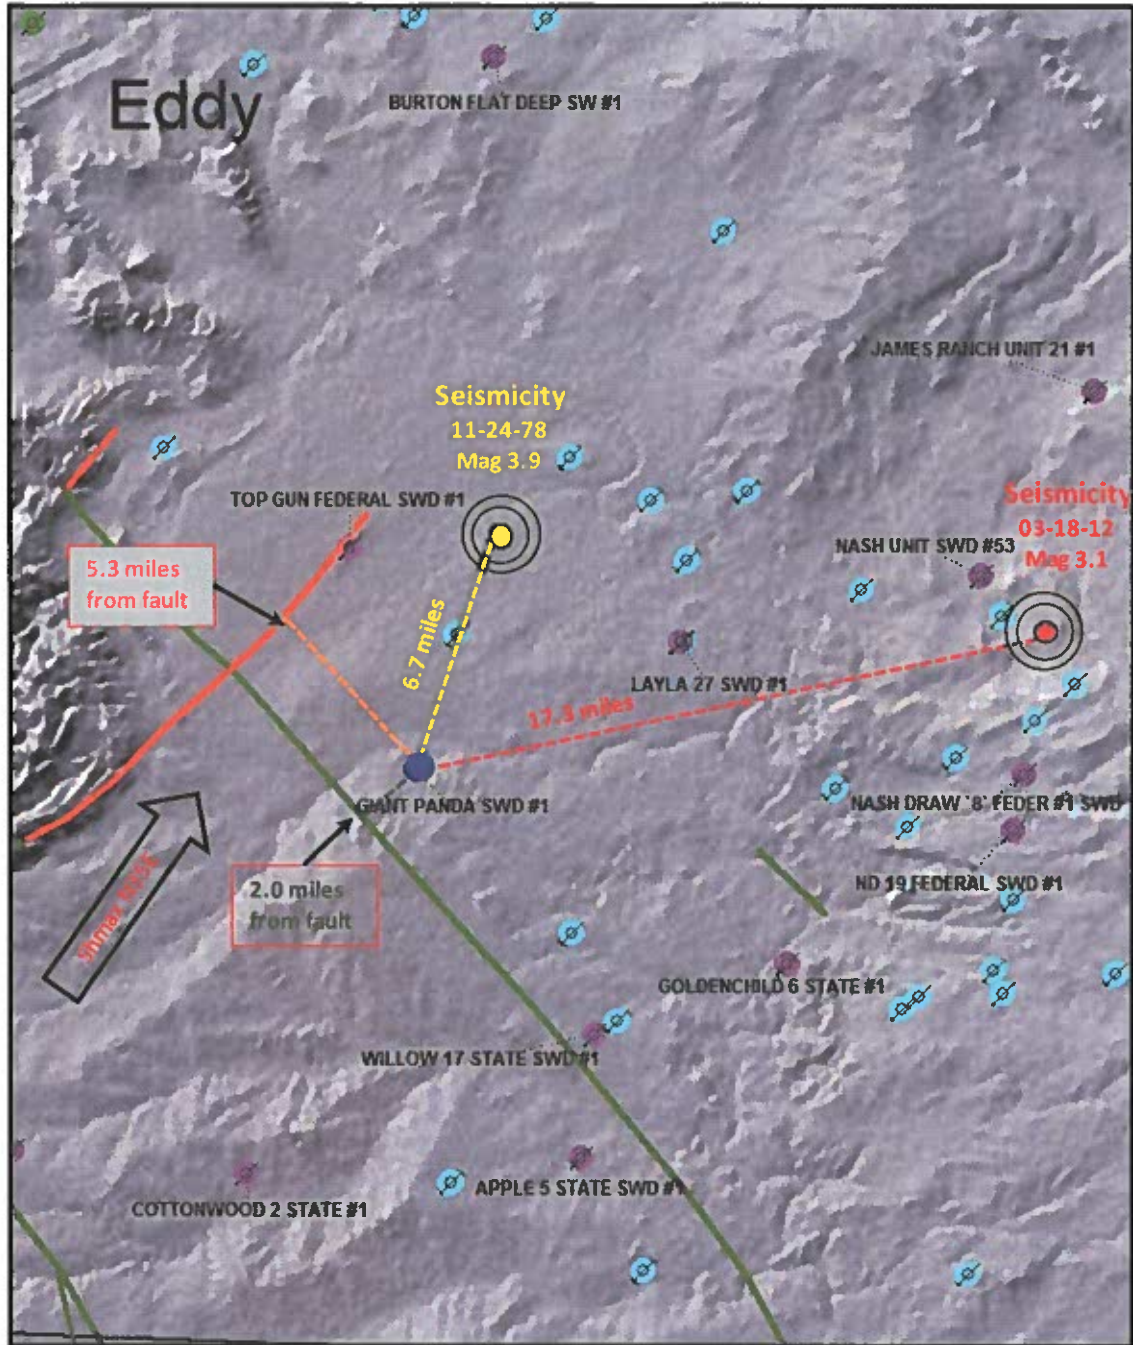 Eddy
BURTON FLAT DEEP SW #1
JAMES RANCH UNIT 21 #1
Seismicity
11-24-78
Mag 3.9
TOP GUN FEDERAL SWD #1
Seismicity
03-18-12
Mag 3.1
NASH UNIT SWD #53
5.3 miles
from fault
6.7 miles
LAYLA 27 SWD #1
17.3 miles
GIANT PANDA SWD #1
NASH DRAW '8' FEDER #1 SWD
2.0 miles
from fault
ND 19 FEDERAL SWD #1
Shmax
GOLDENCHILD 6 STATE #1
WILLOW 17 STATE SWD #1
APPLE 5 STATE SWD #1
COTTONWOOD 2 STATE #1